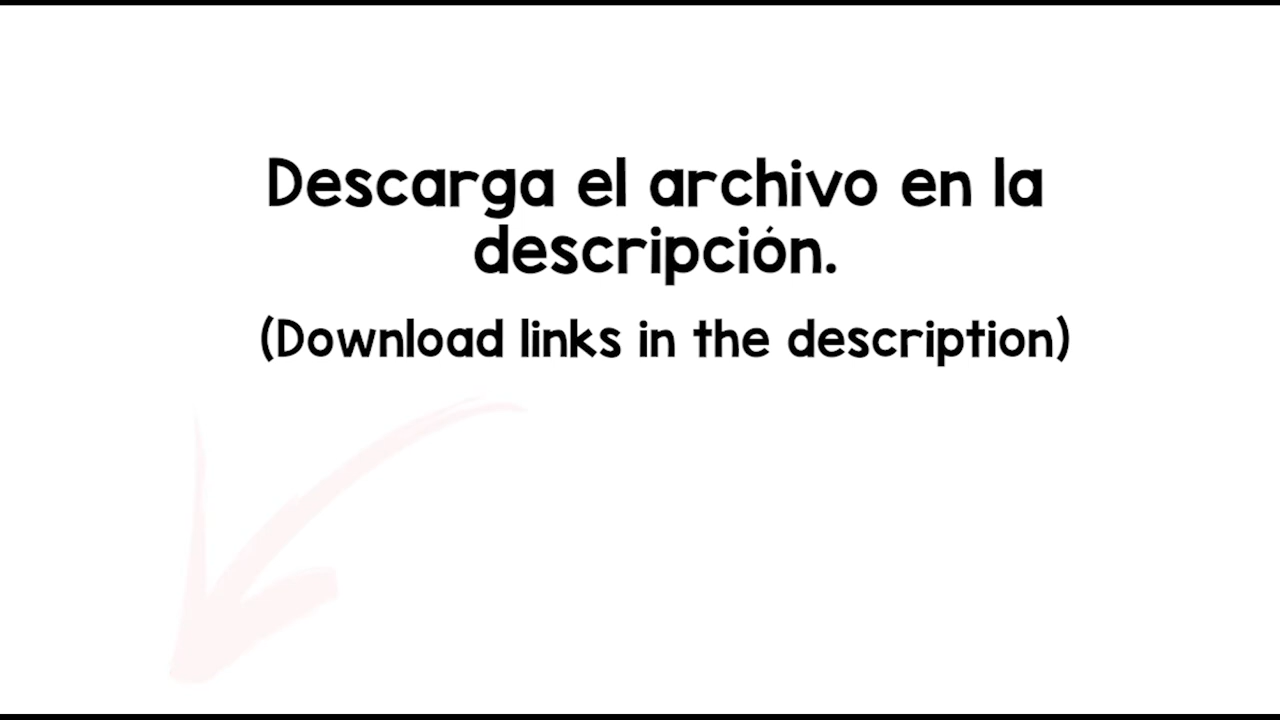 Descarga el archivo en la
descripción.
(Download links in the description)